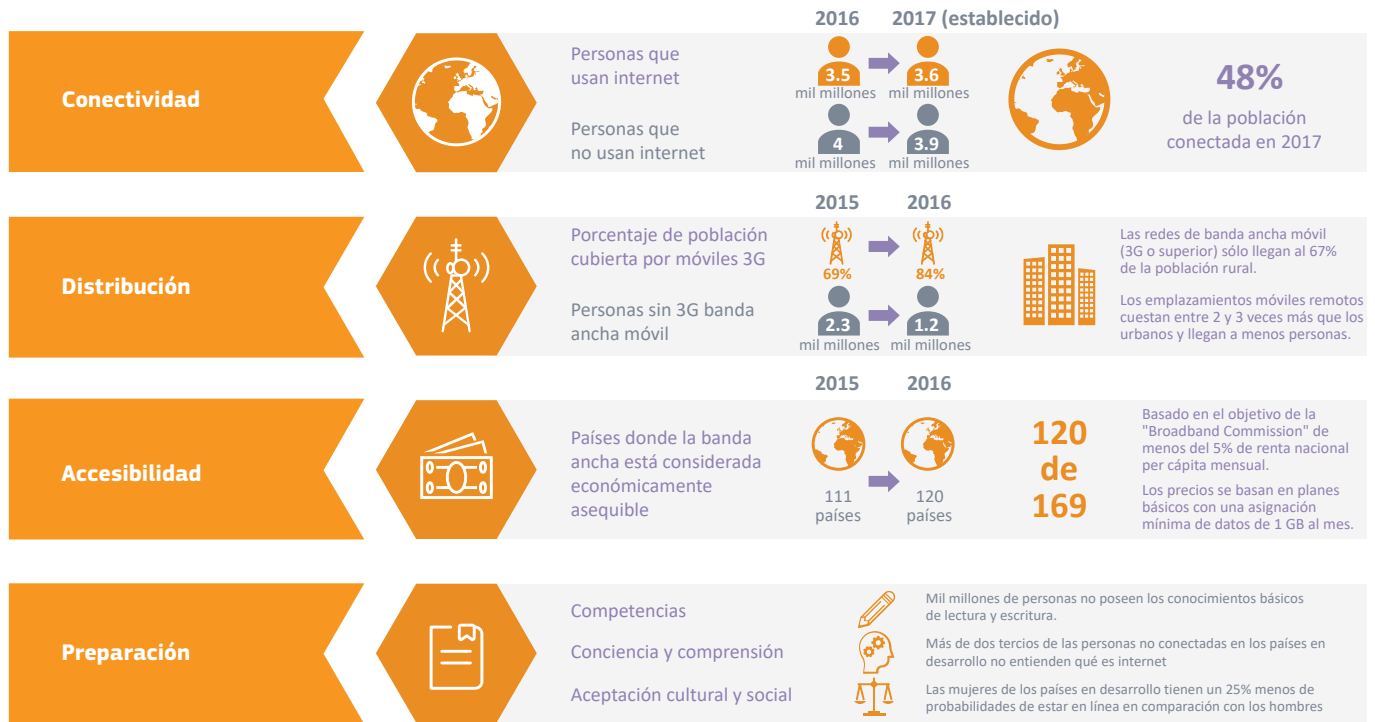 2016 2017 (establecido)
Conectividad
Personas que
usan internet
3.5 3.6
mil millones mil millones
Personas que
no usan internet
4 3.9
mil millones mil millones
48%
de la población
conectada en 2017
2015 2016
Distribución
Porcentaje de población
cubierta por móviles 3G
69% 84%
Personas sin 3G banda
ancha móvil
2.3 1.2
mil millones mil millones
Las redes de banda ancha móvil
(3G o superior) sólo llegan al 67%
de la población rural.
Los emplazamientos móviles remotos
cuestan entre 2 y 3 veces más que los
urbanos y llegan a menos personas.
2015 2016
Accesibilidad
Países donde la banda
ancha está considerada
económicamente
asequible
111 120
países países
120
de
169
Basado en el objetivo de la
"Broadband Commission" de
menos del 5% de renta nacional
per cápita mensual.
Los precios se basan en planes
básicos con una asignación
mínima de datos de 1 GB al mes.
Preparación
Competencias
Mil millones de personas no poseen los conocimientos básicos
de lectura y escritura.
Conciencia y comprensión
Más de dos tercios de las personas no conectadas en los países en
desarrollo no entienden qué es internet
Aceptación cultural y social
Las mujeres de los países en desarrollo tienen un 25% menos de
probabilidades de estar en línea en comparación con los hombres